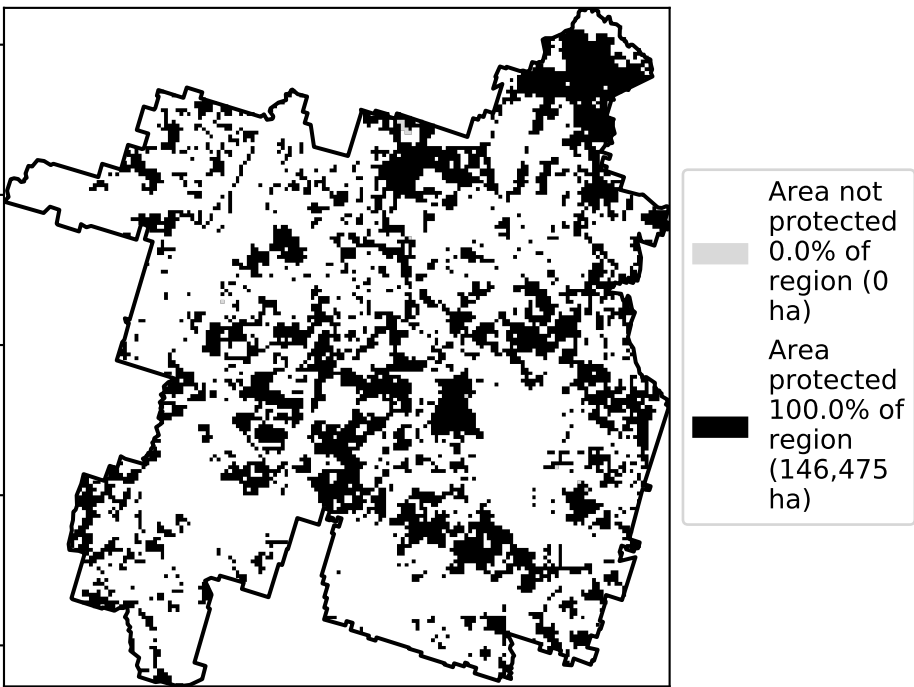 Area not
protected
0.0% of
region (0
ha)
Area
protected
100.0% of
region
(146,475
ha)